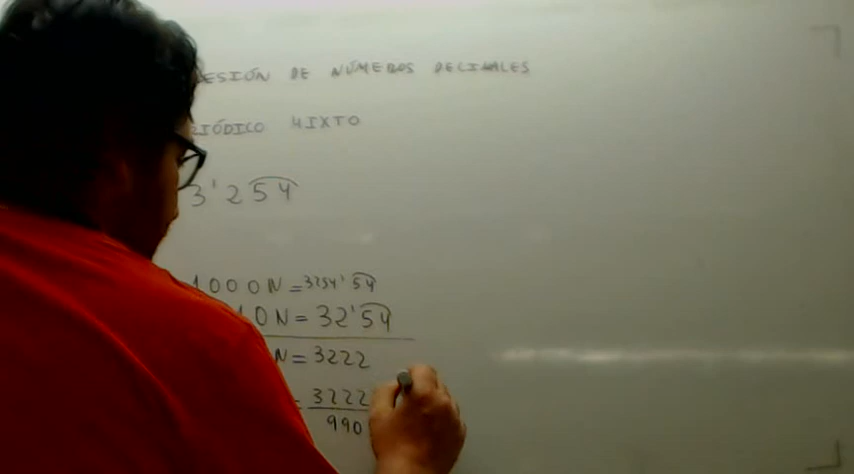 ESIÓN DE NÚMEROS DECIMALES
IÓDICO MIXTO
3'254
1000N = 3254'54
10N = 32'54
N = 3222
= 3222
990